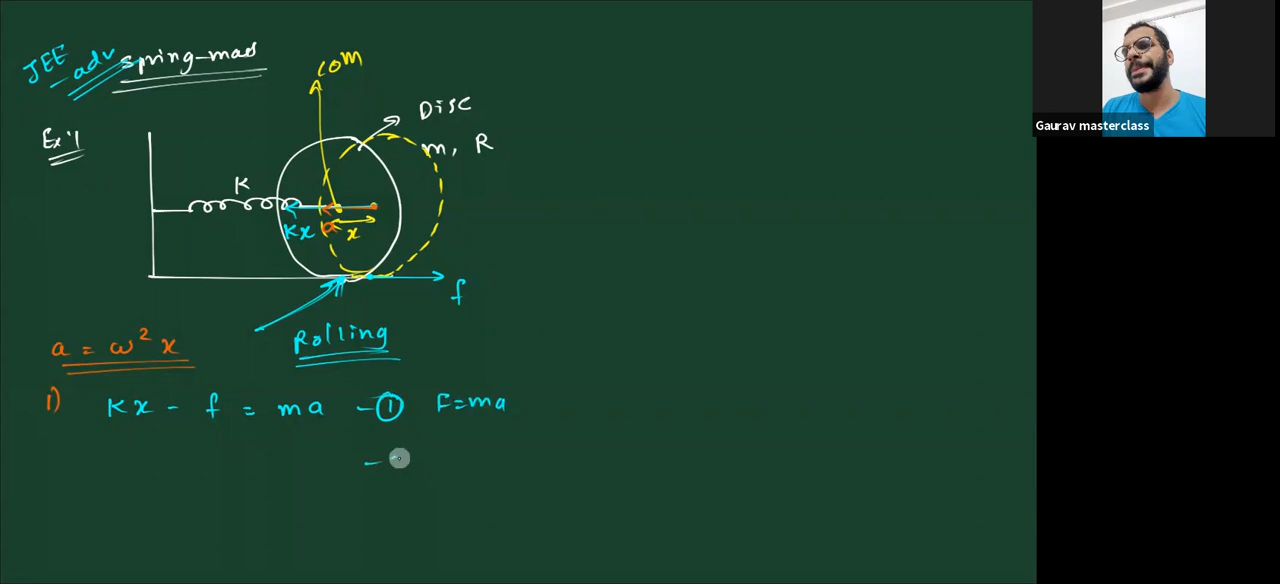 JEE adv spring-mass
com
Disc
m, R
Ex:1
K
Kx a x
f
Rolling
a = ω² x
1) Kx - f = ma - ① F=ma
Gaurav masterclass